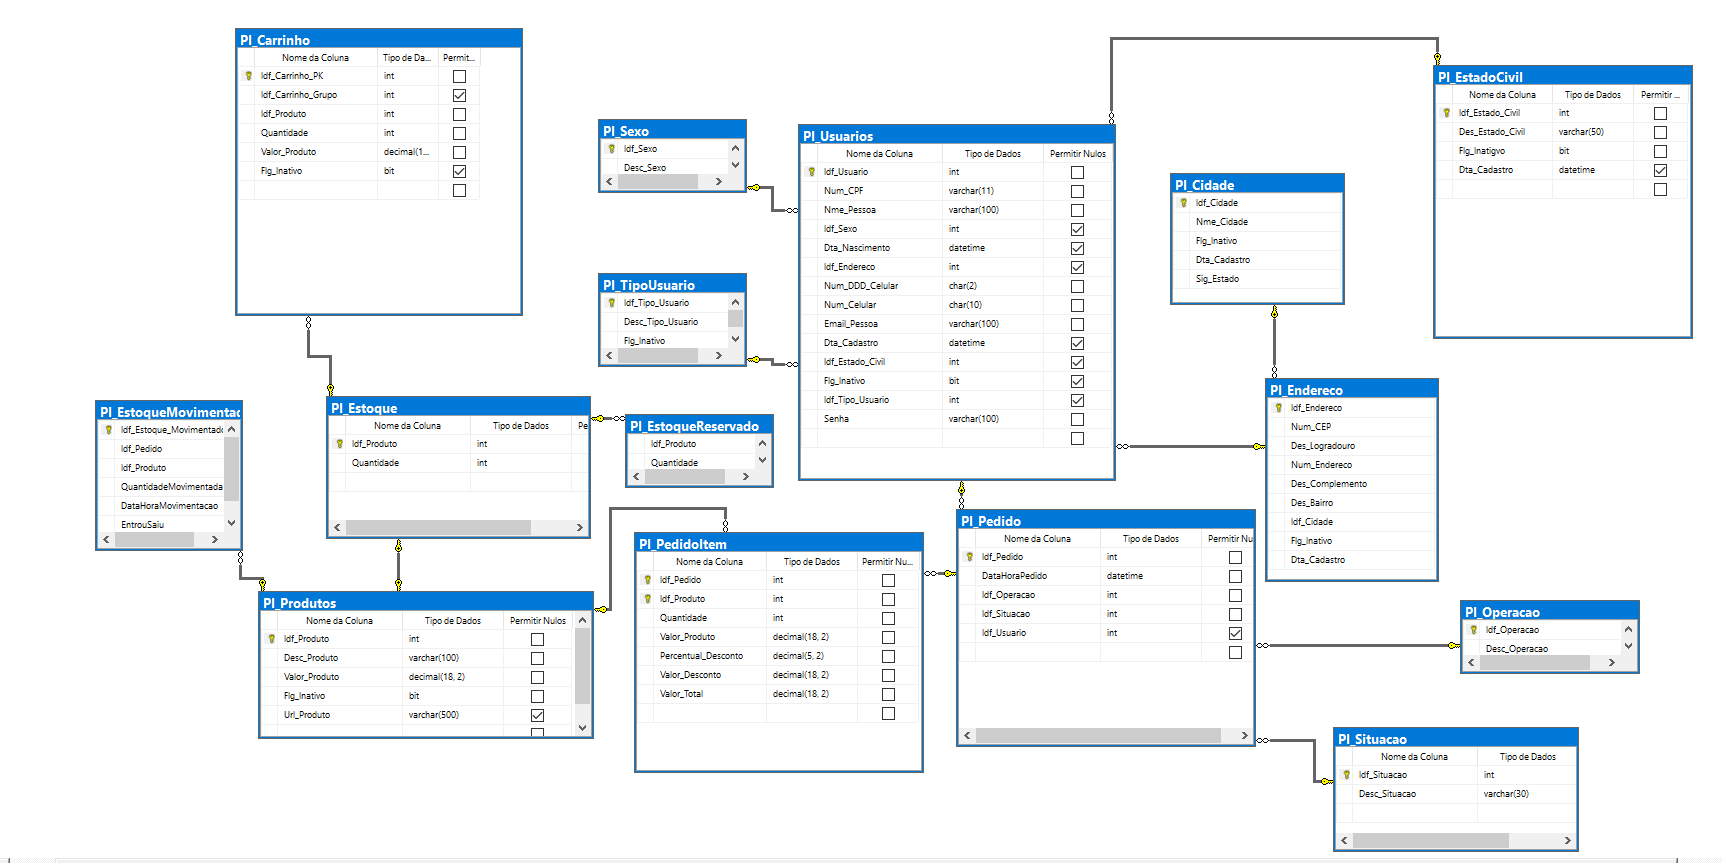 PI_Carrinho
Nome da Coluna Tipo de Da... Permit...
Idf_Carrinho_PK int
Idf_Carrinho_Grupo int
Idf_Produto int
Quantidade int
Valor_Produto decimal(1...
Flg_Inativo bit
PI_Sexo
Idf_Sexo
Desc_Sexo
PI_TipoUsuario
Idf_Tipo_Usuario
Desc_Tipo_Usuario
Flg_Inativo
PI_Usuarios
Nome da Coluna Tipo de Dados Permitir Nulos
Idf_Usuario int
Num_CPF varchar(11)
Nme_Pessoa varchar(100)
Idf_Sexo int
Dta_Nascimento datetime
Idf_Endereco int
Num_DDD_Celular char(2)
Num_Celular char(10)
Email_Pessoa varchar(100)
Dta_Cadastro datetime
Idf_Estado_Civil int
Flg_Inativo bit
Idf_Tipo_Usuario int
Senha varchar(100)
PI_Cidade
Idf_Cidade
Nme_Cidade
Flg_Inativo
Dta_Cadastro
Sig_Estado
PI_EstadoCivil
Nome da Coluna Tipo de Dados Permitir ...
Idf_Estado_Civil int
Des_Estado_Civil varchar(50)
Flg_Inatigvo bit
Dta_Cadastro datetime
PI_EstoqueMovimentac
Idf_Estoque_Movimentado
Idf_Pedido
Idf_Produto
QuantidadeMovimentada
DataHoraMovimentacao
EntrouSaiu
PI_Estoque
Nome da Coluna Tipo de Dados Pe
Idf_Produto int
Quantidade int
PI_EstoqueReservado
Idf_Produto
Quantidade
PI_Endereco
Idf_Endereco
Num_CEP
Des_Logradouro
Num_Endereco
Des_Complemento
Des_Bairro
Idf_Cidade
Flg_Inativo
Dta_Cadastro
PI_Produtos
Nome da Coluna Tipo de Dados Permitir Nulos
Idf_Produto int
Desc_Produto varchar(100)
Valor_Produto decimal(18, 2)
Flg_Inativo bit
Url_Produto varchar(500)
PI_PedidoItem
Nome da Coluna Tipo de Dados Permitir Nu...
Idf_Pedido int
Idf_Produto int
Quantidade int
Valor_Produto decimal(18, 2)
Percentual_Desconto decimal(5, 2)
Valor_Desconto decimal(18, 2)
Valor_Total decimal(18, 2)
PI_Pedido
Nome da Coluna Tipo de Dados Permitir Nu
Idf_Pedido int
DataHoraPedido datetime
Idf_Operacao int
Idf_Situacao int
Idf_Usuario int
PI_Operacao
Idf_Operacao
Desc_Operacao
PI_Situacao
Nome da Coluna Tipo de Dados
Idf_Situacao int
Desc_Situacao varchar(30)